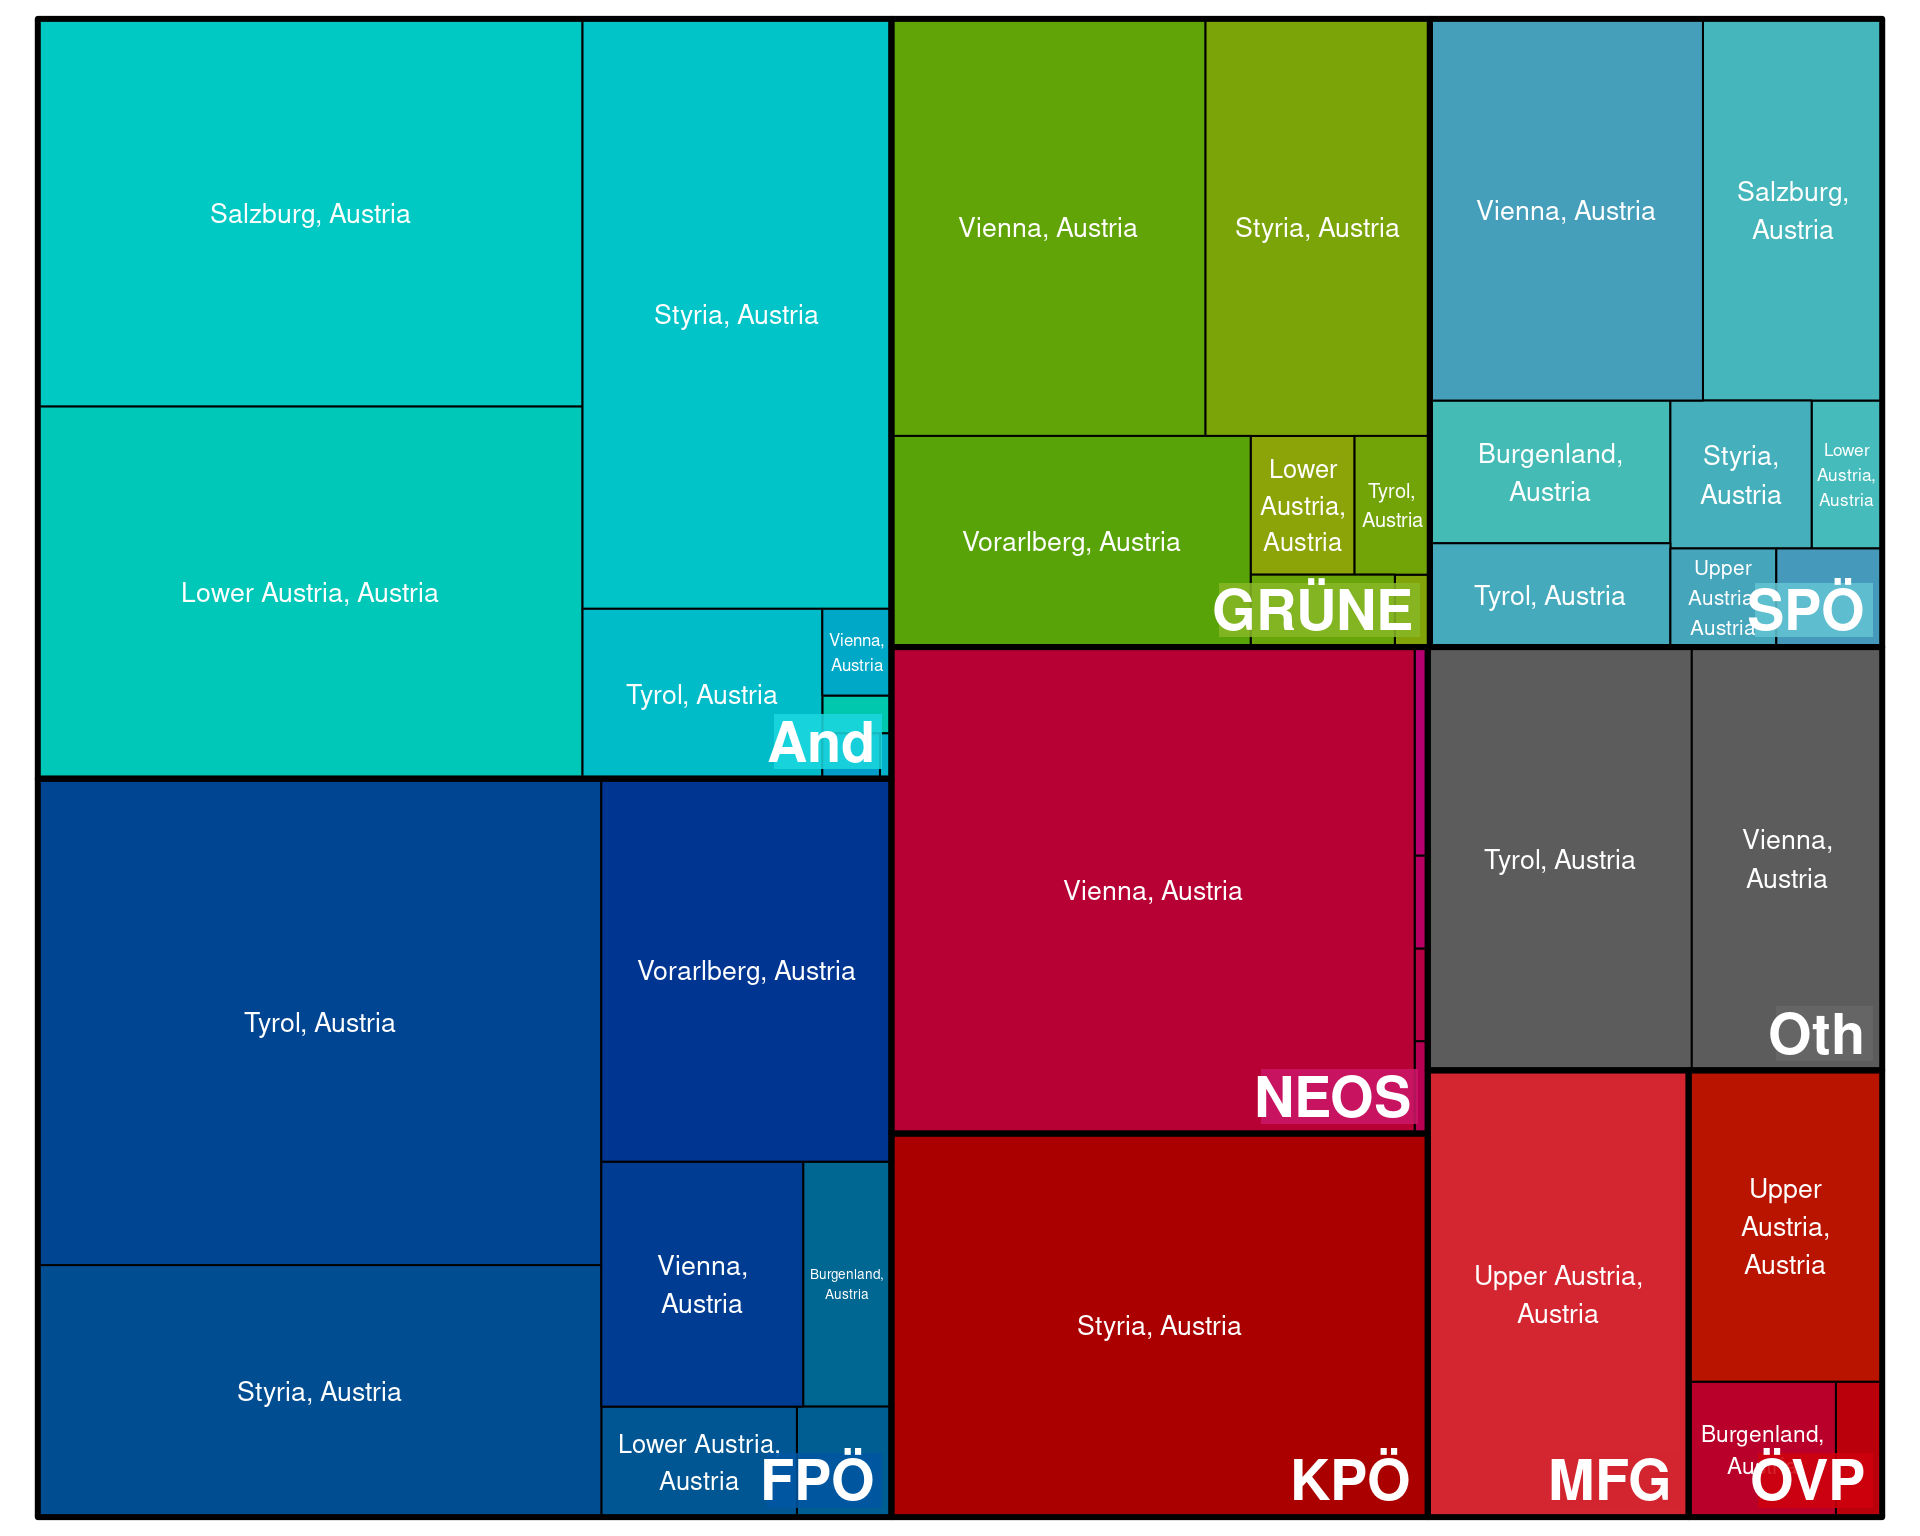 Salzburg, Austria
Styria, Austria
Lower Austria, Austria
Tyrol, Austria
Vienna,
Austria
And
Tyrol, Austria
Vorarlberg, Austria
Styria, Austria
Vienna,
Austria
Burgenland,
Austria
Lower Austria,
Austria
FPÖ
Vienna, Austria
Styria, Austria
Vorarlberg, Austria
Lower
Austria,
Austria
Tyrol,
Austria
GRÜNE
Vienna, Austria
NEOS
Styria, Austria
KPÖ
Vienna, Austria
Salzburg,
Austria
Burgenland,
Austria
Styria,
Austria
Lower
Austria,
Austria
Tyrol, Austria
Upper
Austria
Austria
SPÖ
Tyrol, Austria
Vienna,
Austria
Oth
Upper Austria,
Austria
MFG
Upper
Austria,
Austria
Burgenland,
ÖVP